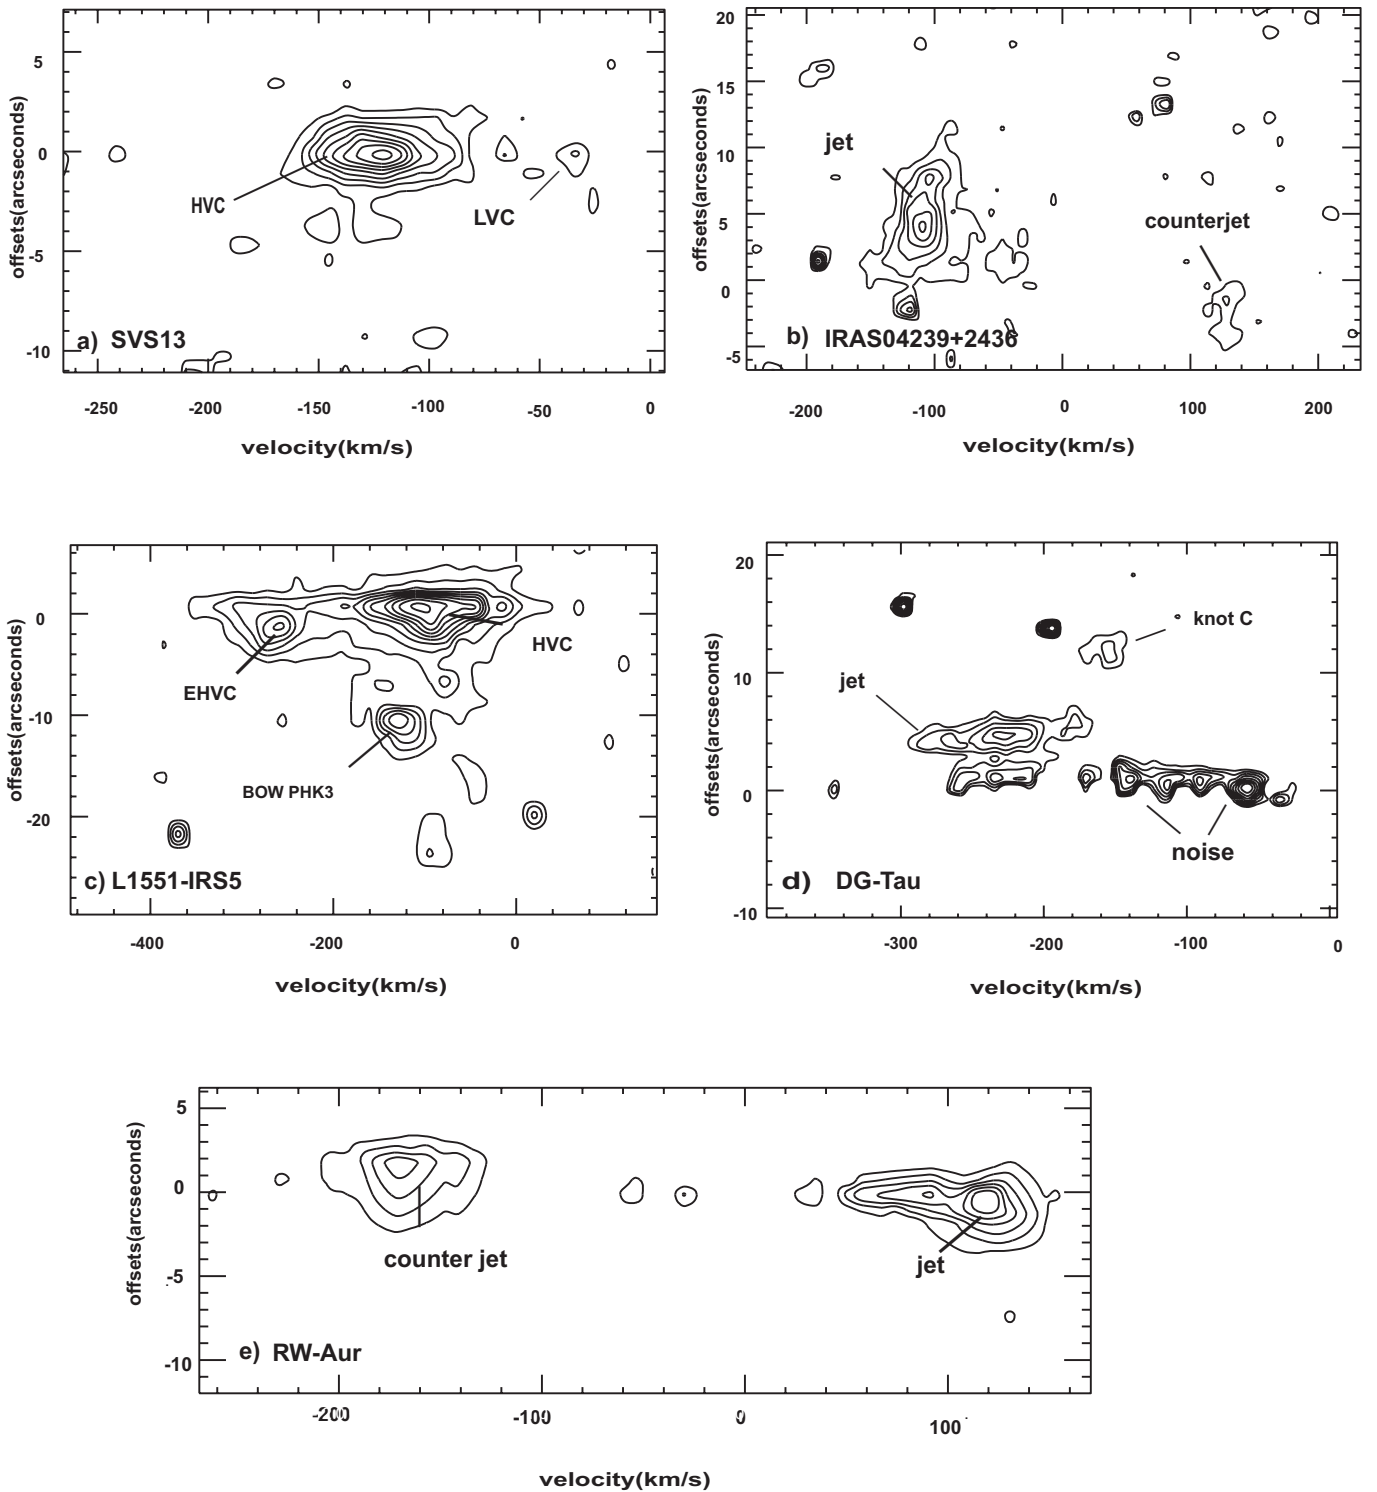 5
0
-5
-10
offsets(arcseconds)
HVC
LVC
a) SVS13
-250 -200 -150 -100 -50 0
velocity(km/s)
20
15
10
5
0
-5
offsets(arcseconds)
jet
counterjet
b) IRAS04239+2436
-200 -100 0 100 200
velocity(km/s)
0
-10
-20
offsets(arcseconds)
EHVC
HVC
BOW PHK3
c) L1551-IRS5
-400 -200 0
velocity(km/s)
20
10
0
-10
offsets(arcseconds)
knot C
jet
noise
d) DG-Tau
-300 -200 -100 0
velocity(km/s)
5
0
-5
-10
offsets(arcseconds)
counter jet
jet
e) RW-Aur
-200 -100 0 100
velocity(km/s)